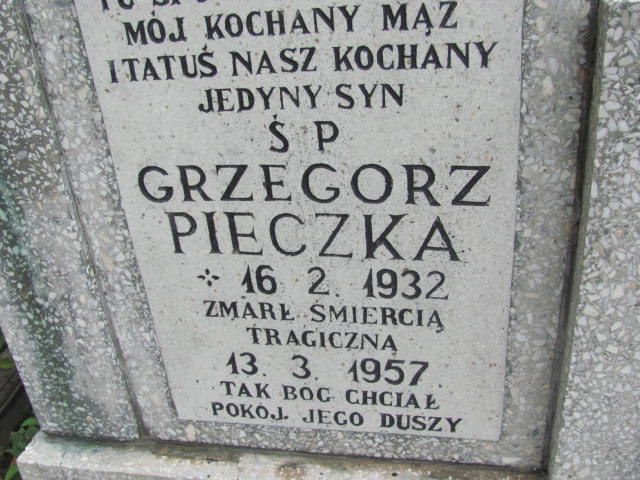 MÓJ KOCHANY MĄŻ
I TATUŚ NASZ KOCHANY
JEDYNY SYN
Ś P
GRZEGORZ
PIECZKA
* 16 2 1932
ZMARŁ ŚMIERCIĄ
TRAGICZNĄ
13. 3. 1957
TAK BÓG CHCIAŁ
POKÓJ JEGO DUSZY